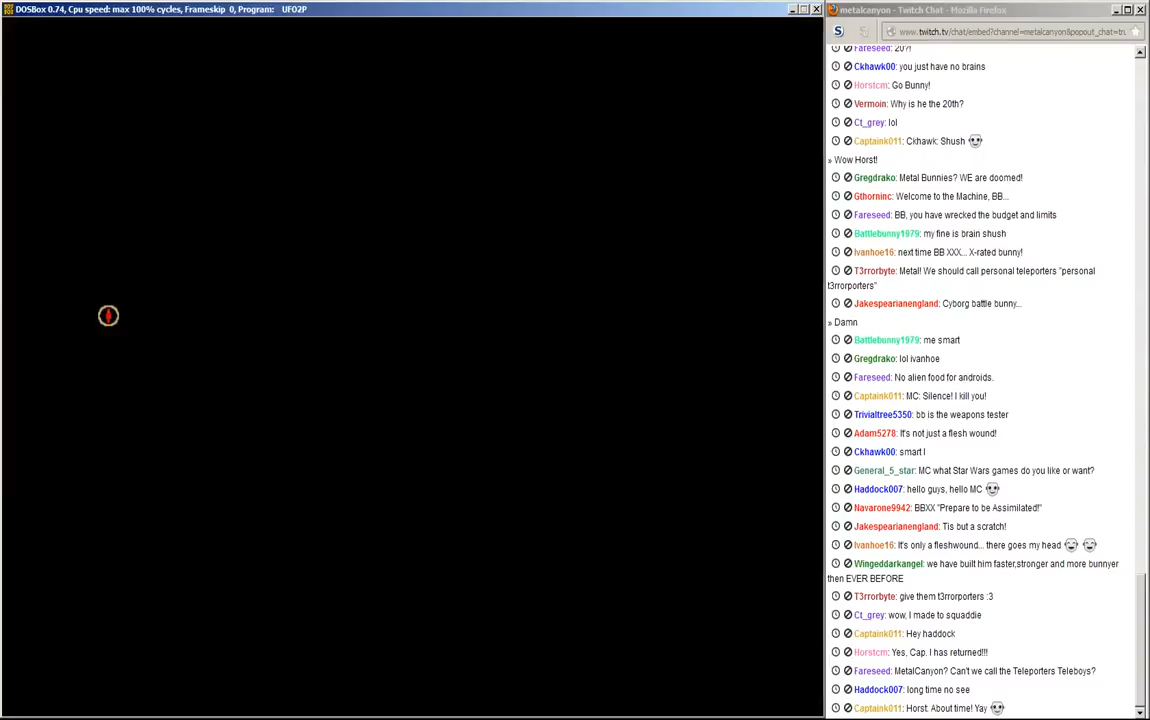 DOSBox 0.74, Cpu speed: max 100% cycles, Frameskip 0, Program: UFO2P
metalcanyon - Twitch Chat - Mozilla Firefox
www.twitch.tv/chat/embed?channel=metalcanyon&popout_chat=tru
Fareseed: 20?!
Ckhawk00: you just have no brains
Horstcm: Go Bunny!
Vermoin: Why is he the 20th?
Ct_grey: lol
Captaink011: Ckhawk: Shush
» Wow Horst!
Gregdrako: Metal Bunnies? WE are doomed!
Gthorninc: Welcome to the Machine, BB...
Fareseed: BB, you have wrecked the budget and limits
Battlebunny1979: my fine is brain shush
Ivanhoe16: next time BB XXX... X-rated bunny!
T3rrorbyte: Metal! We should call personal teleporters "personal
t3rrorporters"
Jakespearianengland: Cyborg battle bunny...
» Damn
Battlebunny1979: me smart
Gregdrako: lol ivanhoe
Fareseed: No alien food for androids.
Captaink011: MC: Silence! I kill you!
Trivialtree5350: bb is the weapons tester
Adam5278: It's not just a flesh wound!
Ckhawk00: smart l
General_5_star: MC what Star Wars games do you like or want?
Haddock007: hello guys, hello MC
Navarone9942: BBXX "Prepare to be Assimilated!"
Jakespearianengland: Tis but a scratch!
Ivanhoe16: It's only a fleshwound... there goes my head
Wingeddarkangel: we have built him faster,stronger and more bunnyer
then EVER BEFORE
T3rrorbyte: give them t3rrorporters :3
Ct_grey: wow, I made to squaddie
Captaink011: Hey haddock
Horstcm: Yes, Cap. I has returned!!!
Fareseed: MetalCanyon? Can't we call the Teleporters Teleboys?
Haddock007: long time no see
Captaink011: Horst: About time! Yay